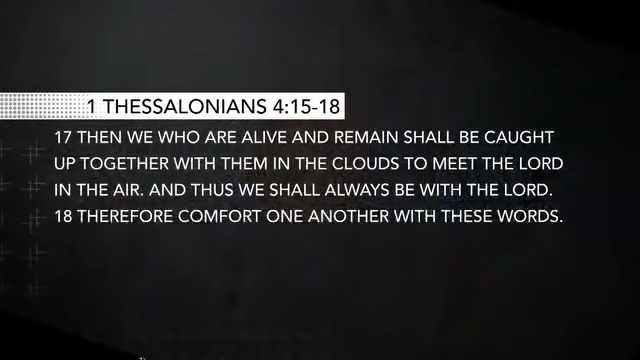 1 THESSALONIANS 4:15-18
17 THEN WE WHO ARE ALIVE AND REMAIN SHALL BE CAUGHT
UP TOGETHER WITH THEM IN THE CLOUDS TO MEET THE LORD
IN THE AIR. AND THUS WE SHALL ALWAYS BE WITH THE LORD.
18 THEREFORE COMFORT ONE ANOTHER WITH THESE WORDS.